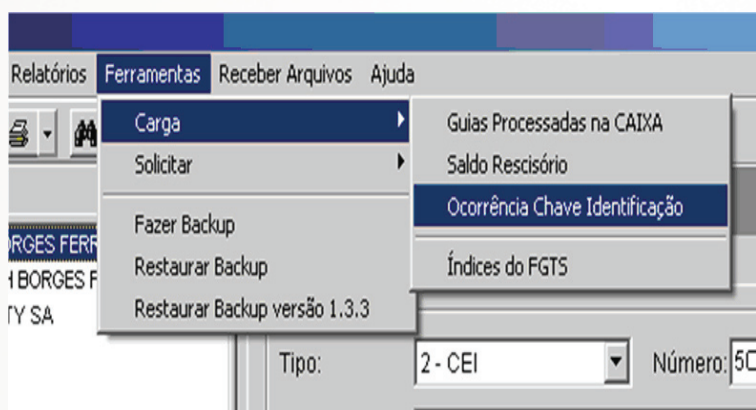 Relatórios Ferramentas Receber Arquivos Ajuda
Carga
Solicitar
Fazer Backup
Restaurar Backup
Restaurar Backup versão 1.3.3
Guias Processadas na CAIXA
Saldo Rescisório
Ocorrência Chave Identificação
Índices do FGTS
BORGES
TY SA
Tipo: 2 - CEI Número: